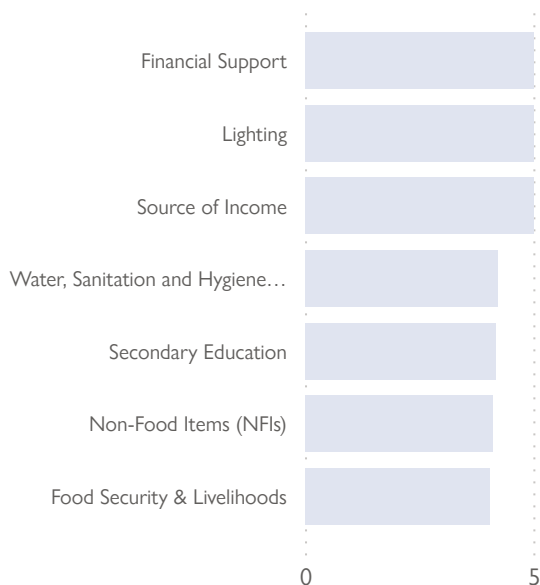 Financial Support
Lighting
Source of Income
Water, Sanitation and Hygiene…
Secondary Education
Non-Food Items (NFIs)
Food Security & Livelihoods
0 5